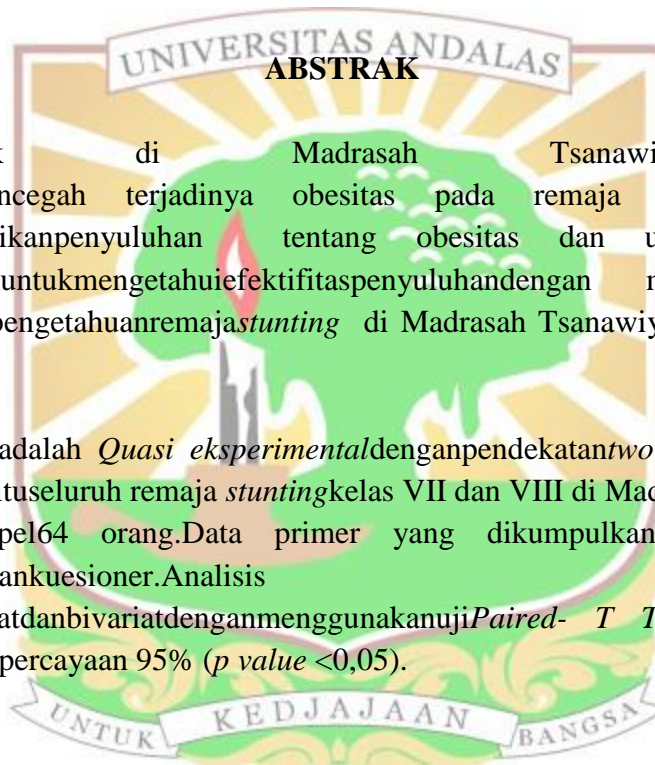 UNIVERSITAS ANDALAS
ABSTRAK
di Madrasah Tsanawi
ncegah terjadinya obesitas pada remaja
ikanpenyuluhan tentang obesitas dan u
untukmengetahuiefektifitaspenyuluhandengan
pengetahuanremajastunting di Madrasah Tsanawiy
adalah Quasi eksperimentaldenganpendekatantwo
ituseluruh remaja stuntingkelas VII dan VIII di Mad
pel64 orang.Data primer yang dikumpulkan
ankuesioner.Analisis
atdanbivariatdenganmenggunakanujiPaired- T T
percayaan 95% (p value <0,05).
UNTUK KEDJAJAAN BANGSA